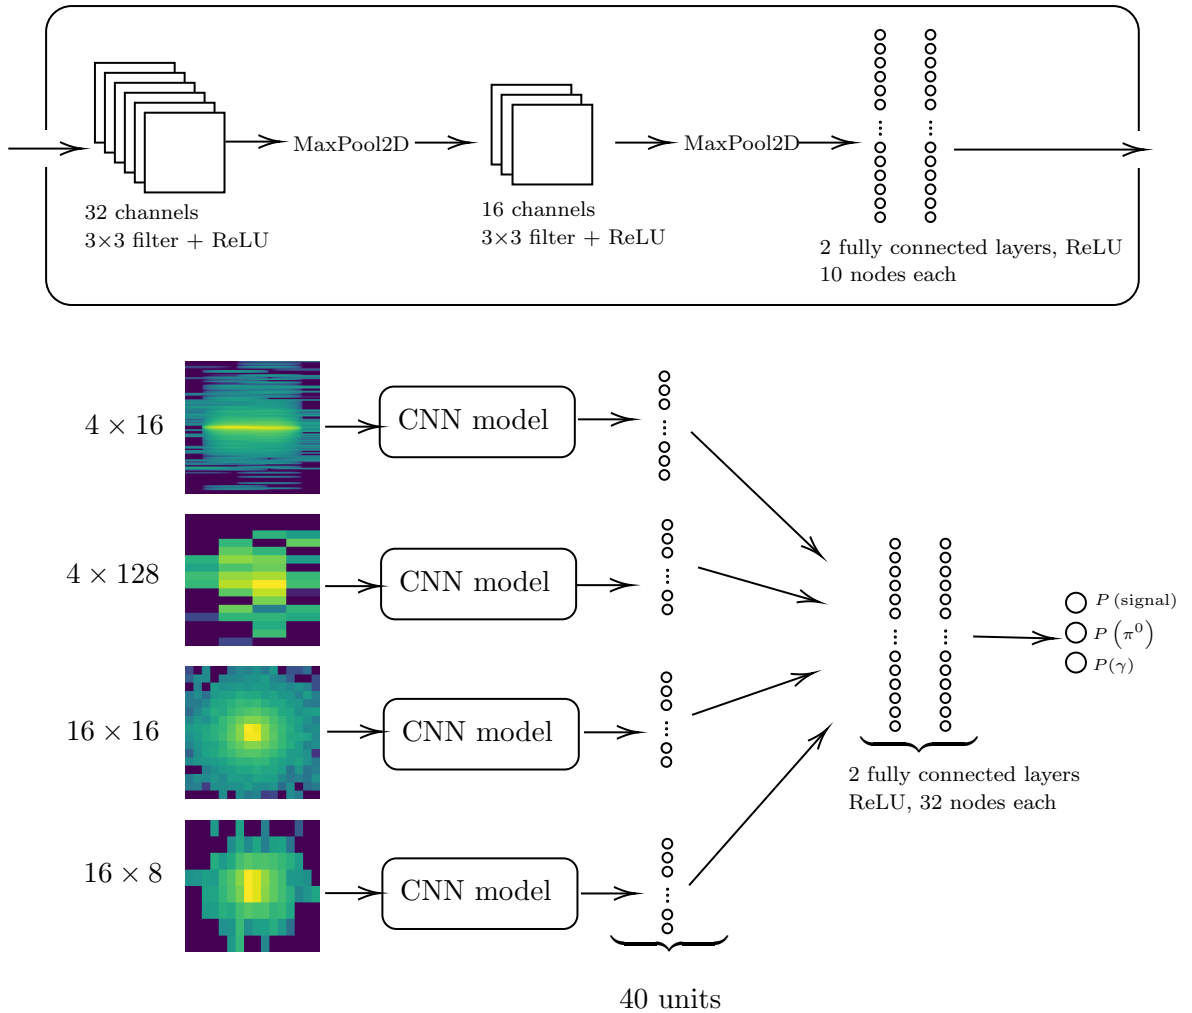 MaxPool2D
MaxPool2D
32 channels
3×3 filter + ReLU
16 channels
3×3 filter + ReLU
2 fully connected layers, ReLU
10 nodes each
4 × 16
CNN model
4 × 128
CNN model
16 × 16
CNN model
16 × 8
CNN model
40 units
2 fully connected layers
ReLU, 32 nodes each
P (signal)
P (π⁰)
P(γ)